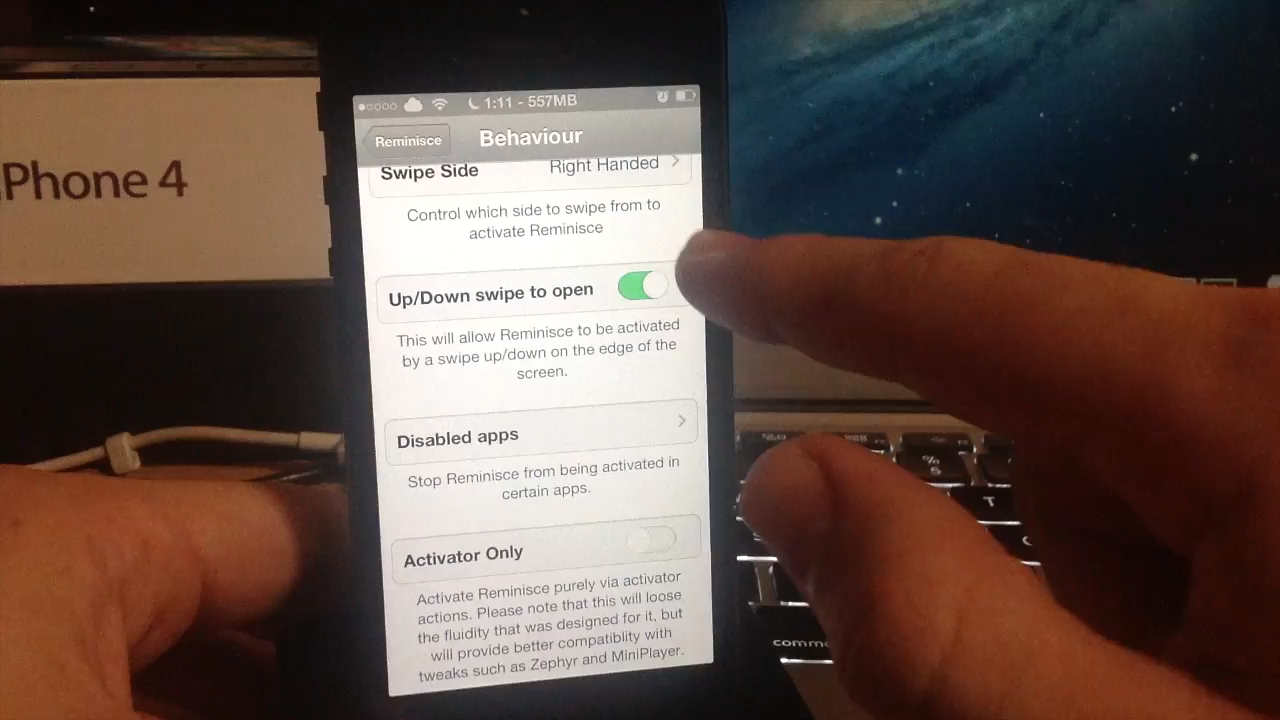 iPhone 4
1:11 - 557MB
Reminisce
Behaviour
Swipe Side
Right Handed
Control which side to swipe from to
activate Reminisce
Up/Down swipe to open
This will allow Reminisce to be activated
by a swipe up/down on the edge of the
screen.
Disabled apps
Stop Reminisce from being activated in
certain apps.
Activator Only
Activate Reminisce purely via activator
actions. Please note that this will loose
the fluidity that was designed for it, but
will provide better compatiblity with
tweaks such as Zephyr and MiniPlayer.
%
5
T